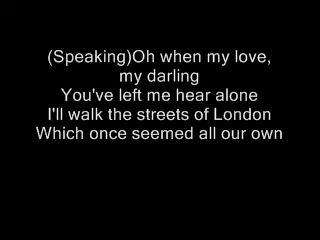 (Speaking)Oh when my love,
my darling
You've left me hear alone
I'll walk the streets of London
Which once seemed all our own